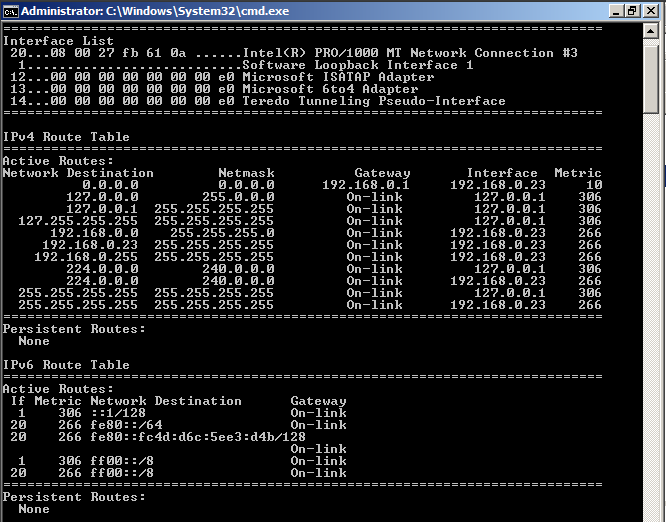 Administrator: C:\Windows\System32\cmd.exe
===========================================================================
Interface List
 20...08 00 27 fb 61 0a ......Intel(R) PRO/1000 MT Network Connection #3
  1...........................Software Loopback Interface 1
 12...00 00 00 00 00 00 00 e0 Microsoft ISATAP Adapter
 13...00 00 00 00 00 00 00 e0 Microsoft 6to4 Adapter
 14...00 00 00 00 00 00 00 e0 Teredo Tunneling Pseudo-Interface
===========================================================================
IPv4 Route Table
===========================================================================
Active Routes:
Network Destination        Netmask          Gateway       Interface  Metric
          0.0.0.0          0.0.0.0      192.168.0.1     192.168.0.23     10
        127.0.0.0        255.0.0.0         On-link         127.0.0.1    306
        127.0.0.1  255.255.255.255         On-link         127.0.0.1    306
  127.255.255.255  255.255.255.255         On-link         127.0.0.1    306
      192.168.0.0    255.255.255.0         On-link      192.168.0.23    266
     192.168.0.23  255.255.255.255         On-link      192.168.0.23    266
    192.168.0.255  255.255.255.255         On-link      192.168.0.23    266
        224.0.0.0        240.0.0.0         On-link         127.0.0.1    306
        224.0.0.0        240.0.0.0         On-link      192.168.0.23    266
  255.255.255.255  255.255.255.255         On-link         127.0.0.1    306
  255.255.255.255  255.255.255.255         On-link      192.168.0.23    266
===========================================================================
Persistent Routes:
  None
IPv6 Route Table
===========================================================================
Active Routes:
 If Metric Network Destination      Gateway
  1    306 ::1/128                  On-link
 20    266 fe80::/64                On-link
 20    266 fe80::fc4d:d6c:5ee3:d4b/128
                                    On-link
  1    306 ff00::/8                 On-link
 20    266 ff00::/8                 On-link
===========================================================================
Persistent Routes:
  None